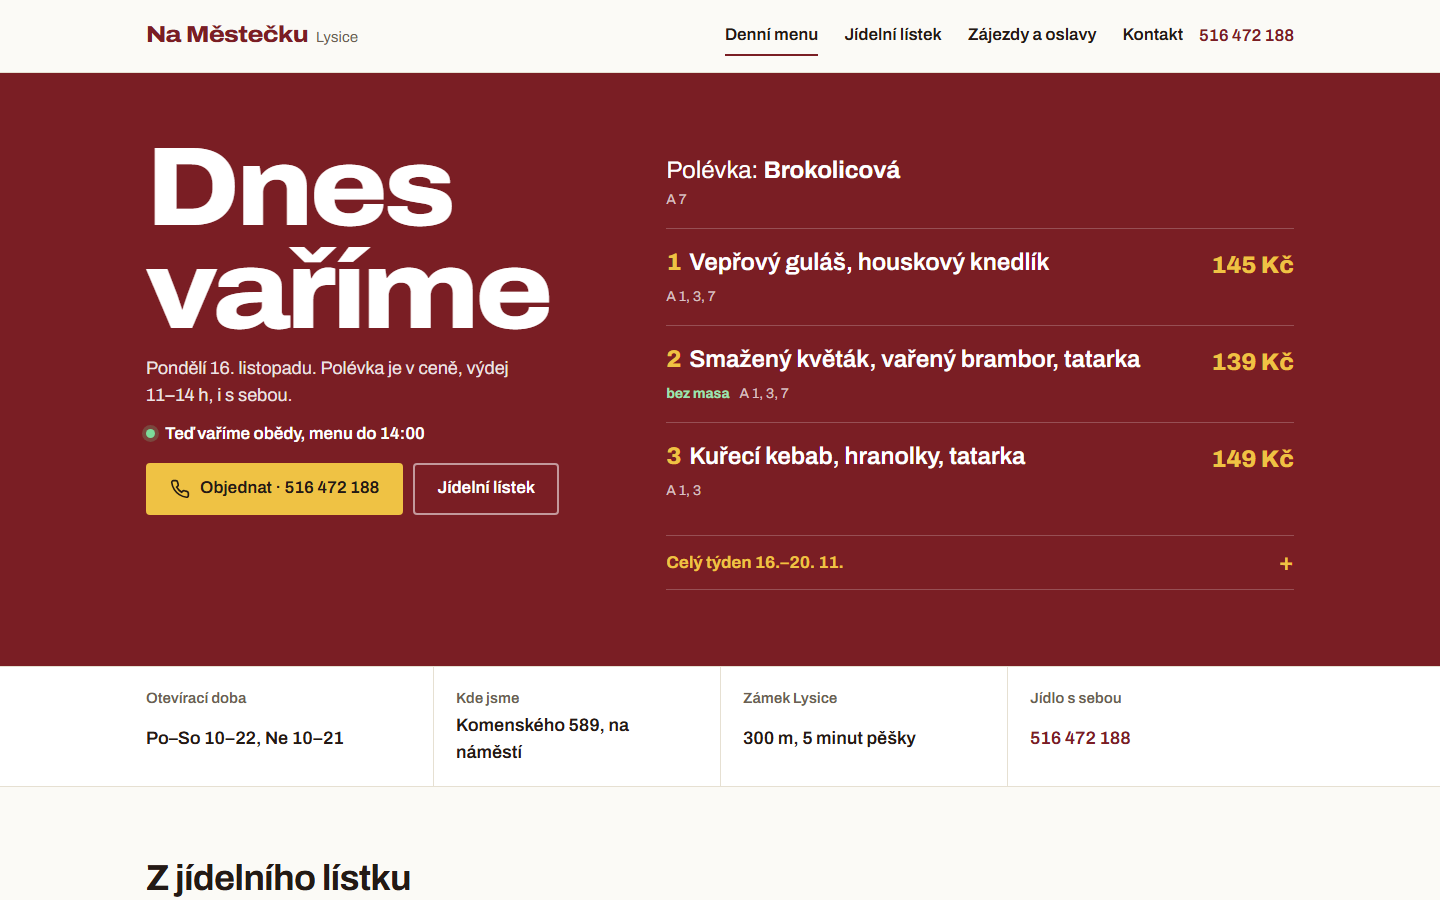 Na Městečku Lysice
Denní menu Jídelní lístek Zájezdy a oslavy Kontakt 516 472 188
Dnes
vaříme
Pondělí 16. listopadu. Polévka je v ceně, výdej
11–14 h, i s sebou.
Teď vaříme obědy, menu do 14:00
Objednat · 516 472 188
Jídelní lístek
Polévka: Brokolicová
A 7
1 Vepřový guláš, houskový knedlík 145 Kč
A 1, 3, 7
2 Smažený květák, vařený brambor, tatarka 139 Kč
bez masa A 1, 3, 7
3 Kuřecí kebab, hranolky, tatarka 149 Kč
A 1, 3
Celý týden 16.–20. 11. +
Otevírací doba
Po–So 10–22, Ne 10–21
Kde jsme
Komenského 589, na
náměstí
Zámek Lysice
300 m, 5 minut pěšky
Jídlo s sebou
516 472 188
Z jídelního lístku